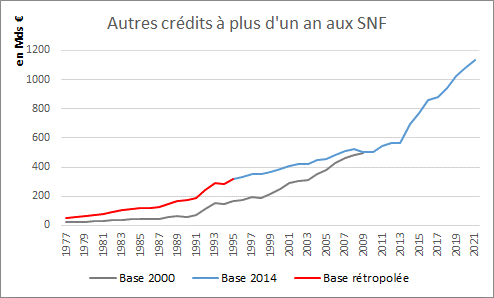 Autres crédits à plus d'un an aux SNF
en Mds €
1200
1000
800
600
400
200
0
1977 1979 1981 1983 1985 1987 1989 1991 1993 1995 1997 1999 2001 2003 2005 2007 2009 2011 2013 2015 2017 2019 2021
Base 2000 Base 2014 Base rétropolée